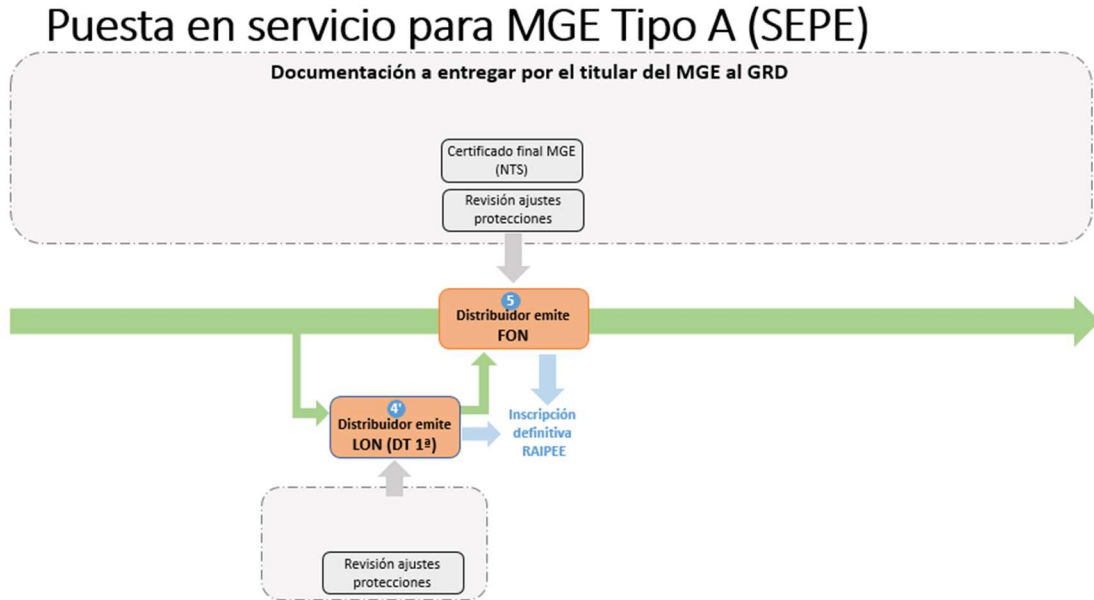 Puesta en servicio para MGE Tipo A (SEPE)
Documentación a entregar por el titular del MGE al GRD
Certificado final MGE
(NTS)
Revisión ajustes
protecciones
5
Distribuidor emite
FON
4'
Distribuidor emite
LON (DT 1ª)
Inscripción
definitiva
RAIPEE
Revisión ajustes
protecciones